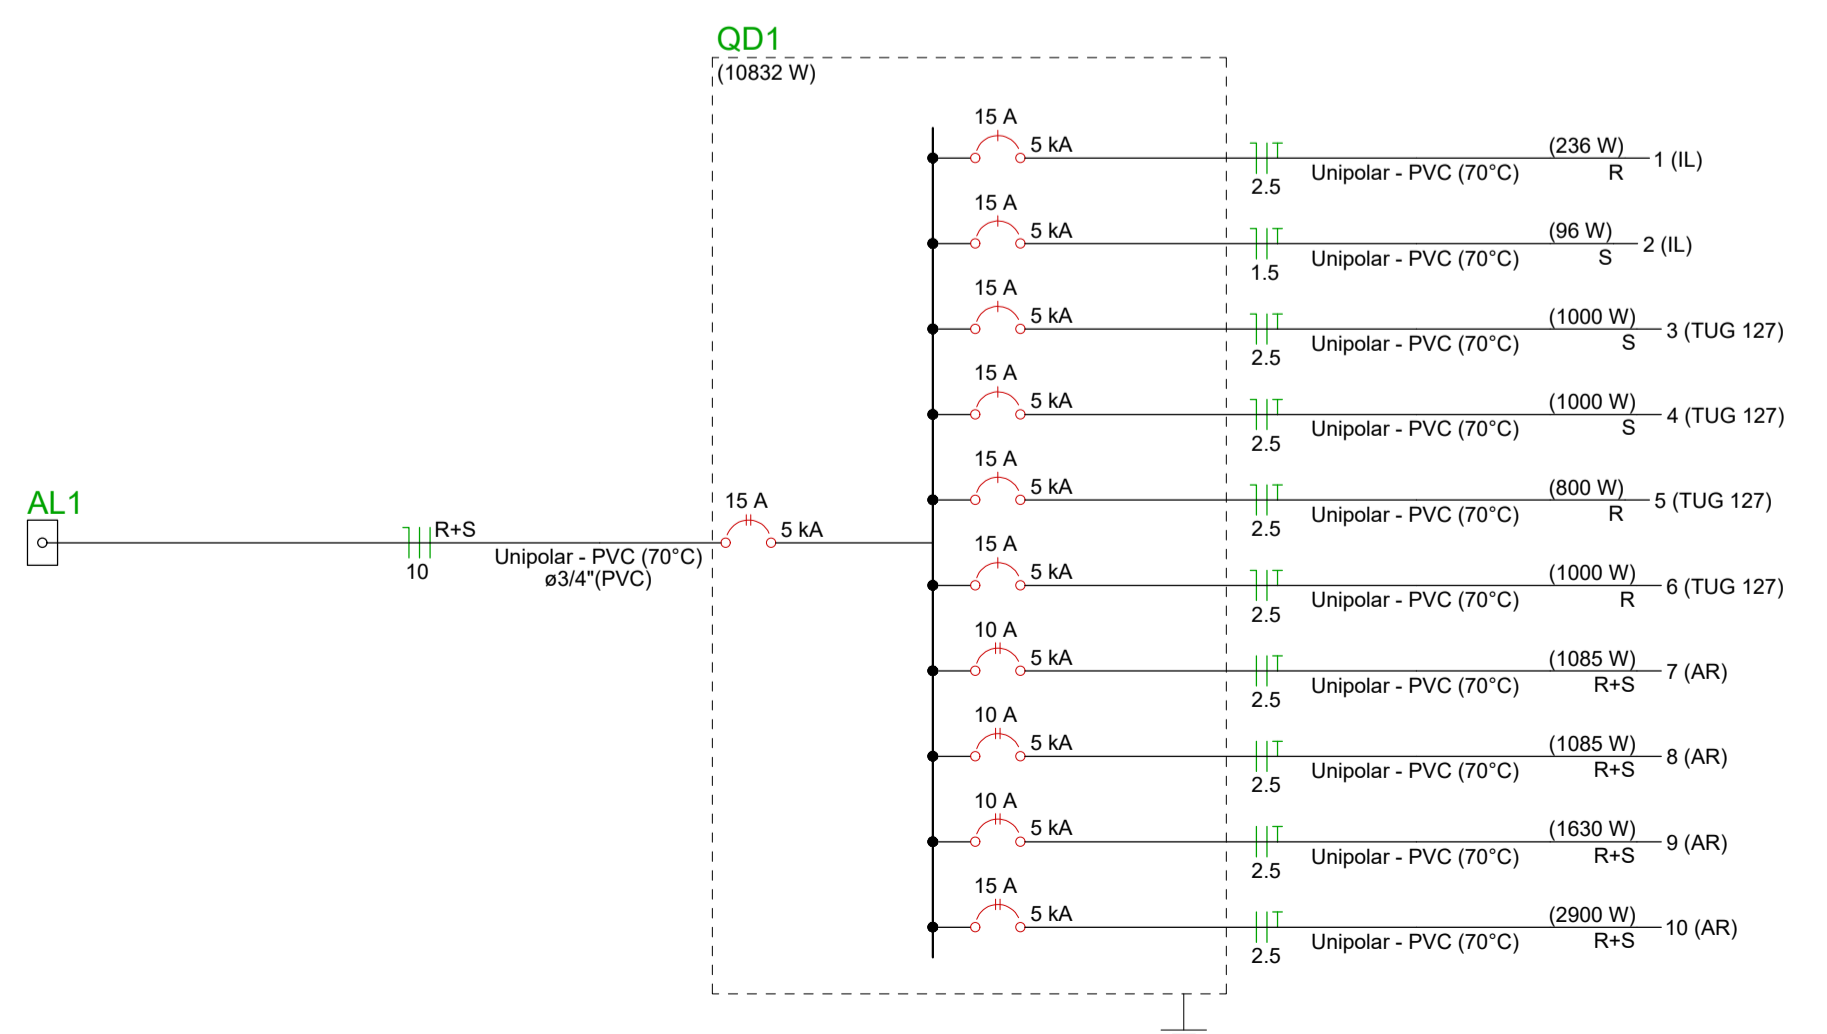 QD1
(10832 W)
15 A
5 kA
2.5
Unipolar - PVC (70°C)
(236 W)
R
1 (IL)
15 A
5 kA
1.5
Unipolar - PVC (70°C)
(96 W)
S
2 (IL)
15 A
5 kA
2.5
Unipolar - PVC (70°C)
(1000 W)
S
3 (TUG 127)
15 A
5 kA
2.5
Unipolar - PVC (70°C)
(1000 W)
S
4 (TUG 127)
15 A
5 kA
2.5
Unipolar - PVC (70°C)
(800 W)
R
5 (TUG 127)
AL1
R+S
10
Unipolar - PVC (70°C)
ø3/4"(PVC)
15 A
5 kA
15 A
5 kA
2.5
Unipolar - PVC (70°C)
(1000 W)
R
6 (TUG 127)
10 A
5 kA
2.5
Unipolar - PVC (70°C)
(1085 W)
R+S
7 (AR)
10 A
5 kA
2.5
Unipolar - PVC (70°C)
(1085 W)
R+S
8 (AR)
10 A
5 kA
2.5
Unipolar - PVC (70°C)
(1630 W)
R+S
9 (AR)
15 A
5 kA
2.5
Unipolar - PVC (70°C)
(2900 W)
R+S
10 (AR)